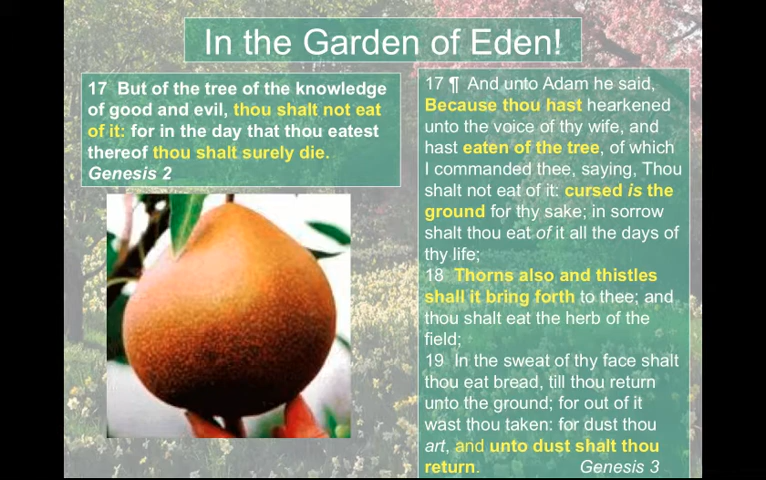 In the Garden of Eden!
17 But of the tree of the knowledge
of good and evil, thou shalt not eat
of it: for in the day that thou eatest
thereof thou shalt surely die.
Genesis 2
17 ¶ And unto Adam he said,
Because thou hast hearkened
unto the voice of thy wife, and
hast eaten of the tree, of which
I commanded thee, saying, Thou
shalt not eat of it: cursed is the
ground for thy sake; in sorrow
shalt thou eat of it all the days of
thy life;
18 Thorns also and thistles
shall it bring forth to thee; and
thou shalt eat the herb of the
field;
19 In the sweat of thy face shalt
thou eat bread, till thou return
unto the ground; for out of it
wast thou taken: for dust thou
art, and unto dust shalt thou
return. Genesis 3